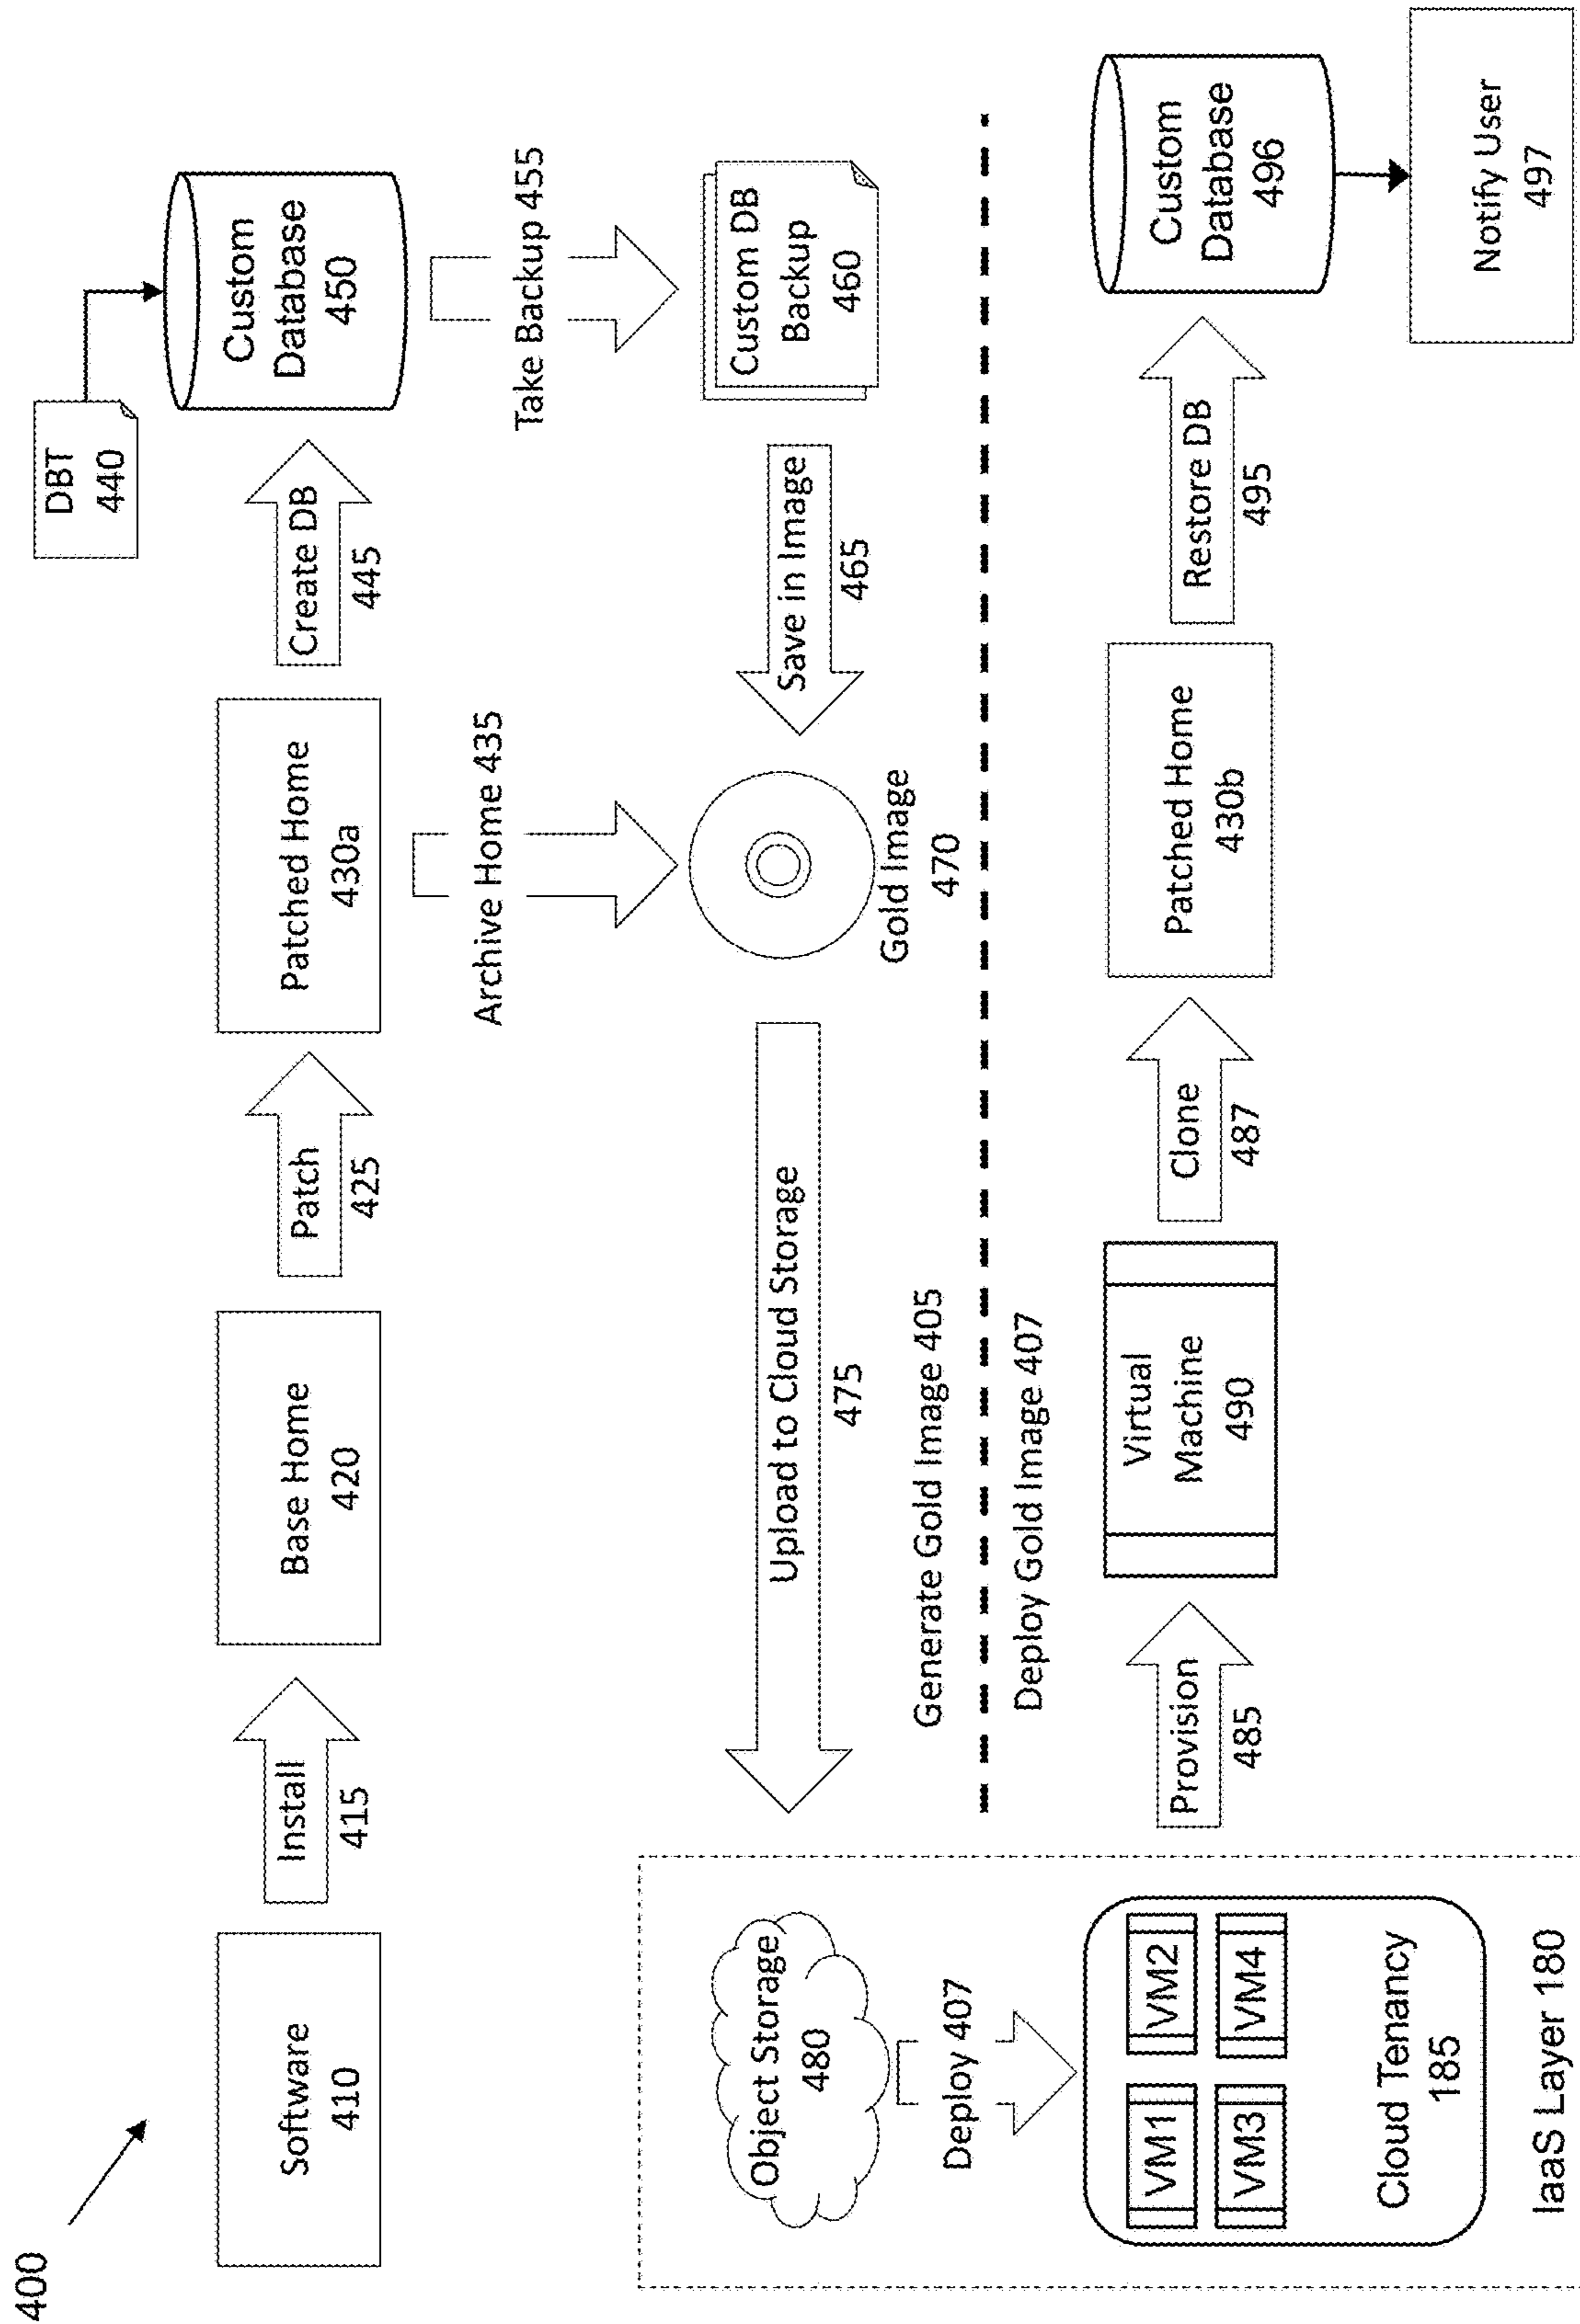 400
DBT
440
Software
410
Install
415
Base Home
420
Patch
425
Patched Home
430a
Create DB
445
Custom
Database
450
Archive Home 435
Take Backup 455
Object Storage
480
Upload to Cloud Storage
475
Gold Image
470
Save in Image
465
Custom DB
Backup
460
Generate Gold Image 405
Deploy Gold Image 407
Deploy 407
VM1
VM2
VM3
VM4
Cloud Tenancy
185
IaaS Layer 180
Provision
485
Virtual
Machine
490
Clone
487
Patched Home
430b
Restore DB
495
Custom
Database
496
Notify User
497